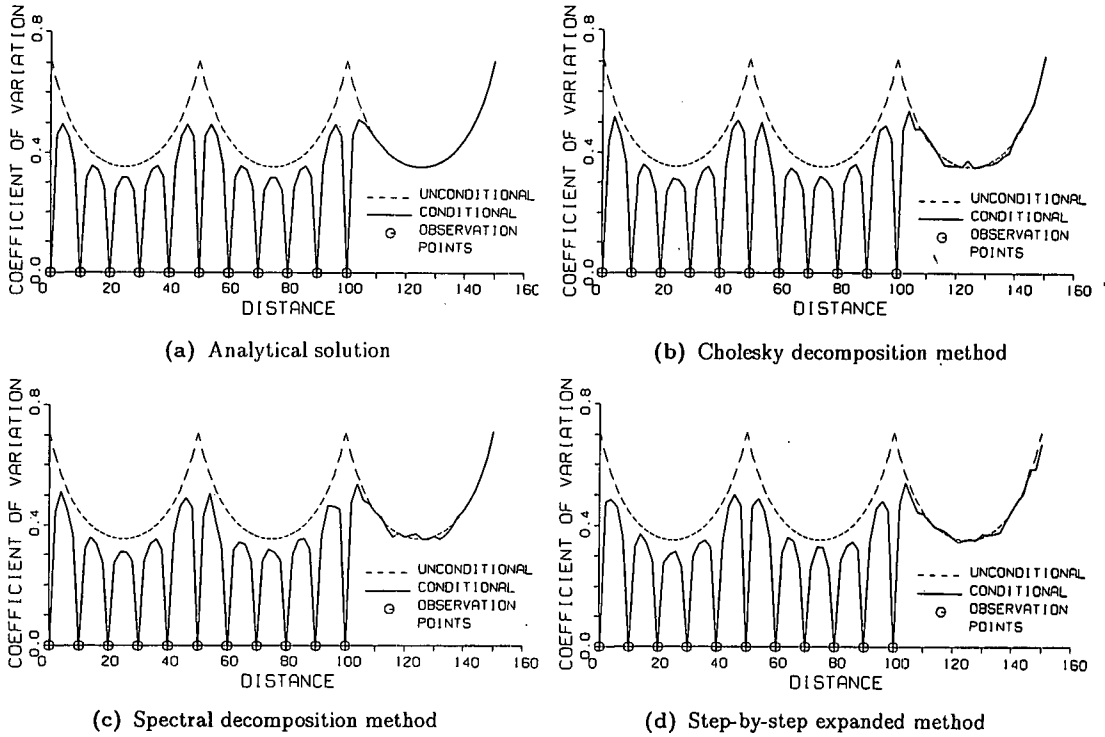 COEFFICIENT OF VARIATION
0.8
0.4
0.0
UNCONDITIONAL
CONDITIONAL
OBSERVATION
POINTS
0 20 40 60 80 100 120 140 160
DISTANCE
(a) Analytical solution
COEFFICIENT OF VARIATION
0.8
0.4
0.0
UNCONDITIONAL
CONDITIONAL
OBSERVATION
POINTS
0 20 40 60 80 100 120 140 160
DISTANCE
(b) Cholesky decomposition method
COEFFICIENT OF VARIATION
0.8
0.4
0.0
UNCONDITIONAL
CONDITIONAL
OBSERVATION
POINTS
0 20 40 60 80 100 120 140 160
DISTANCE
(c) Spectral decomposition method
COEFFICIENT OF VARIATION
0.8
0.4
0.0
UNCONDITIONAL
CONDITIONAL
OBSERVATION
POINTS
0 20 40 60 80 100 120 140 160
DISTANCE
(d) Step-by-step expanded method